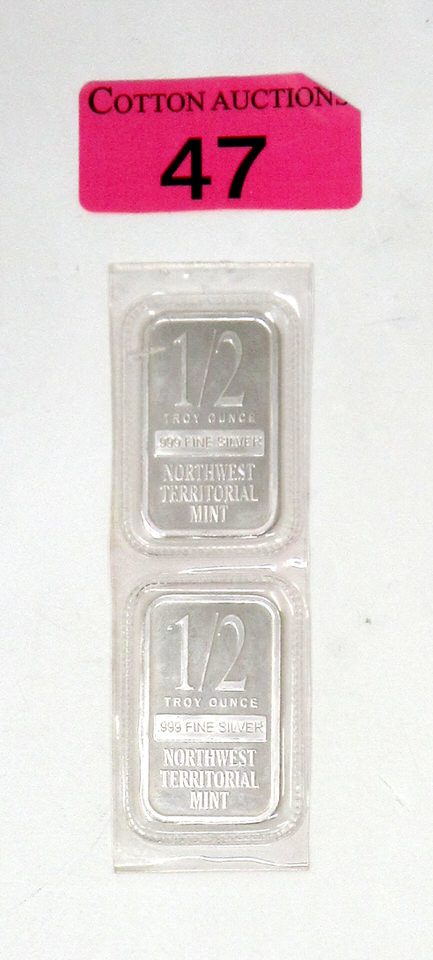 COTTON AUCTIONS
47
1/2
TROY OUNCE
.999 FINE SILVER
NORTHWEST
TERRITORIAL
MINT
1/2
TROY OUNCE
.999 FINE SILVER
NORTHWEST
TERRITORIAL
MINT